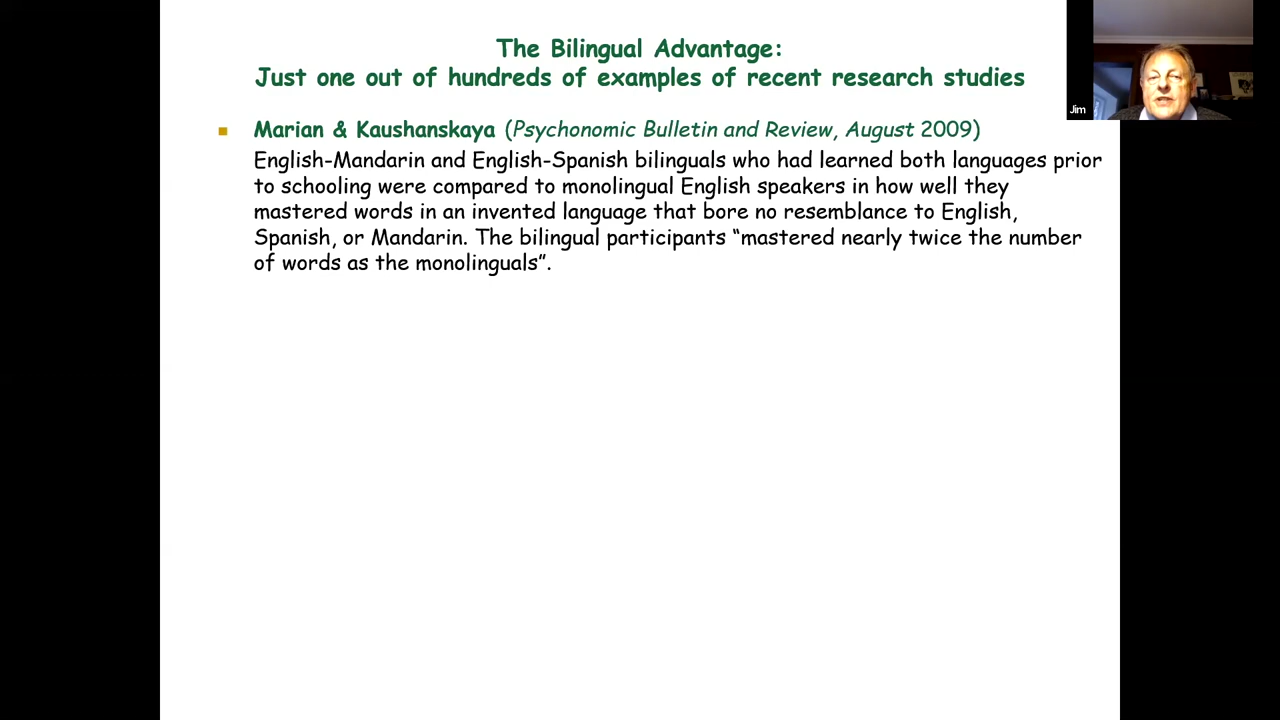 The Bilingual Advantage:
Just one out of hundreds of examples of recent research studies
Jim
■ Marian & Kaushanskaya (Psychonomic Bulletin and Review, August 2009)
English-Mandarin and English-Spanish bilinguals who had learned both languages prior
to schooling were compared to monolingual English speakers in how well they
mastered words in an invented language that bore no resemblance to English,
Spanish, or Mandarin. The bilingual participants “mastered nearly twice the number
of words as the monolinguals”.